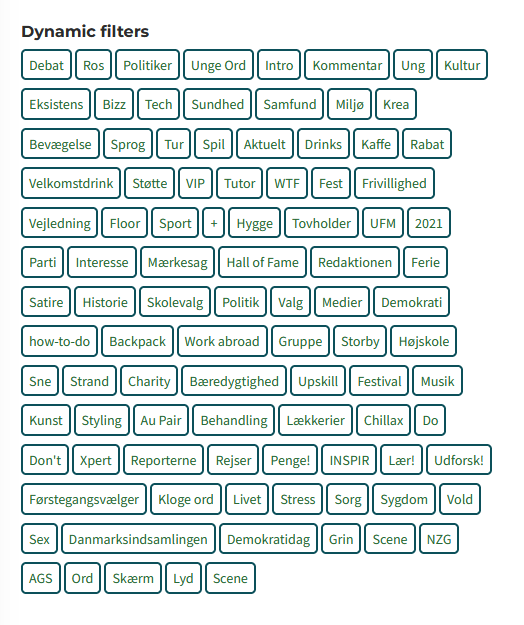 Dynamic filters
Debat Ros Politiker Unge Ord Intro Kommentar Ung Kultur
Eksistens Bizz Tech Sundhed Samfund Miljø Krea
Bevægelse Sprog Tur Spil Aktuelt Drinks Kaffe Rabat
Velkomstdrink Støtte VIP Tutor WTF Fest Frivillighed
Vejledning Floor Sport + Hygge Tovholder UFM 2021
Parti Interesse Mærkesag Hall of Fame Redaktionen Ferie
Satire Historie Skolevalg Politik Valg Medier Demokrati
how-to-do Backpack Work abroad Gruppe Storby Højskole
Sne Strand Charity Bæredygtighed Upskill Festival Musik
Kunst Styling Au Pair Behandling Lækkerier Chillax Do
Don't Xpert Reporterne Rejser Penge! INSPIR Lær! Udforsk!
Førstegangsvælger Kloge ord Livet Stress Sorg Sygdom Vold
Sex Danmarksindsamlingen Demokratidag Grin Scene NZG
AGS Ord Skærm Lyd Scene